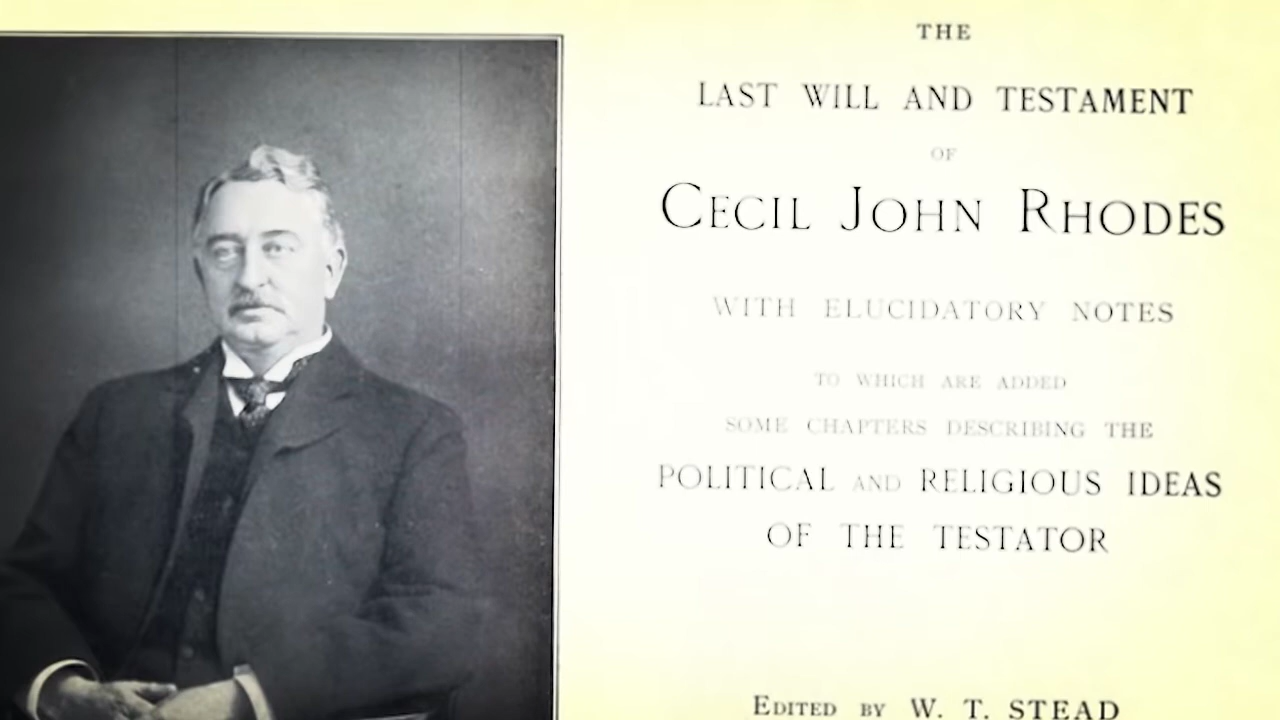 THE
LAST WILL AND TESTAMENT
OF
CECIL JOHN RHODES
WITH ELUCIDATORY NOTES
TO WHICH ARE ADDED
SOME CHAPTERS DESCRIBING THE
POLITICAL AND RELIGIOUS IDEAS
OF THE TESTATOR
EDITED BY W. T. STEAD